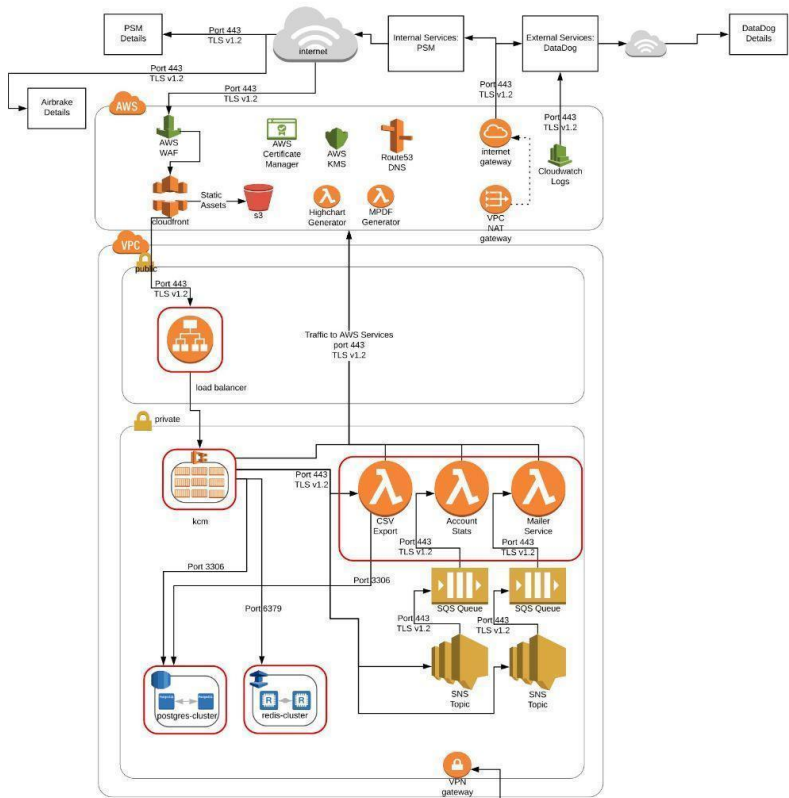 PSM
Details
Port 443
TLS v1.2
internet
Internal Services:
PSM
External Services:
DataDog
DataDog
Details
Port 443
TLS v1.2
Airbrake
Details
Port 443
TLS v1.2
Port 443
TLS v1.2
Port 443
TLS v1.2
AWS
AWS
WAF
AWS
Certificate
Manager
AWS
KMS
Route53
DNS
internet
gateway
Cloudwatch
Logs
cloudfront
Static
Assets
s3
Highchart
Generator
MPDF
Generator
VPC
NAT
gateway
VPC
public
Port 443
TLS v1.2
load balancer
Traffic to AWS Services
port 443
TLS v1.2
private
kcm
Port 443
TLS v1.2
CSV
Export
Account
Stats
Mailer
Service
Port 443
TLS v1.2
Port 443
TLS v1.2
Port 3306
Port 3306
Port 6379
SQS Queue
SQS Queue
Port 443
TLS v1.2
Port 443
TLS v1.2
SNS
Topic
SNS
Topic
postgres-cluster
R
R
redis-cluster
VPN
gateway